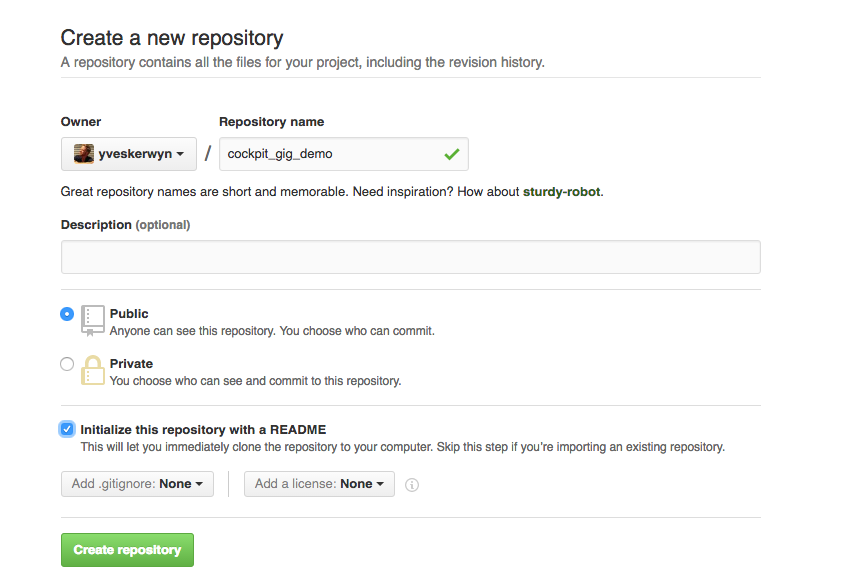 Create a new repository
A repository contains all the files for your project, including the revision history.
Owner Repository name
yveskerwyn / cockpit_gig_demo
Great repository names are short and memorable. Need inspiration? How about sturdy-robot.
Description (optional)
Public
Anyone can see this repository. You choose who can commit.
Private
You choose who can see and commit to this repository.
Initialize this repository with a README
This will let you immediately clone the repository to your computer. Skip this step if you're importing an existing repository.
Add .gitignore: None Add a license: None
Create repository